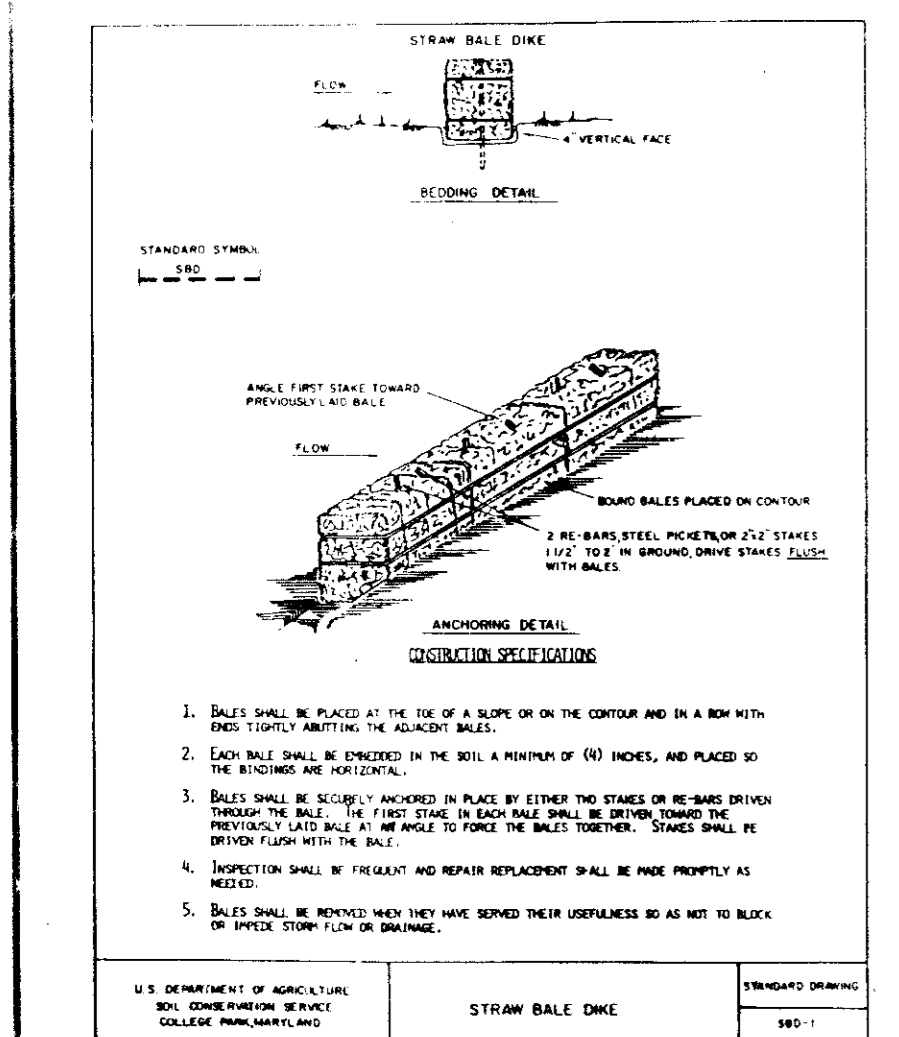 STRAW BALE DIKE
FLOW
4" VERTICAL FACE
BEDDING DETAIL
STANDARD SYMBOL
SBD
ANGLE FIRST STAKE TOWARD
PREVIOUSLY LAID BALE
FLOW
BOUND BALES PLACED ON CONTOUR
2 RE-BARS, STEEL PICKETS, OR 2"x2" STAKES
1 1/2' TO 2' IN GROUND, DRIVE STAKES FLUSH
WITH BALES.
ANCHORING DETAIL
CONSTRUCTION SPECIFICATIONS
1. BALES SHALL BE PLACED AT THE TOE OF A SLOPE OR ON THE CONTOUR AND IN A ROW WITH
ENDS TIGHTLY ABUTTING THE ADJACENT BALES.
2. EACH BALE SHALL BE EMBEDDED IN THE SOIL A MINIMUM OF (4) INCHES, AND PLACED SO
THE BINDINGS ARE HORIZONTAL.
3. BALES SHALL BE SECURELY ANCHORED IN PLACE BY EITHER TWO STAKES OR RE-BARS DRIVEN
THROUGH THE BALE. THE FIRST STAKE IN EACH BALE SHALL BE DRIVEN TOWARD THE
PREVIOUSLY LAID BALE AT AN ANGLE TO FORCE THE BALES TOGETHER. STAKES SHALL BE
DRIVEN FLUSH WITH THE BALE.
4. INSPECTION SHALL BE FREQUENT AND REPAIR REPLACEMENT SHALL BE MADE PROMPTLY AS
NEEDED.
5. BALES SHALL BE REMOVED WHEN THEY HAVE SERVED THEIR USEFULNESS SO AS NOT TO BLOCK
OR IMPEDE STORM FLOW OR DRAINAGE.
U.S. DEPARTMENT OF AGRICULTURE
SOIL CONSERVATION SERVICE
COLLEGE PARK, MARYLAND
STRAW BALE DIKE
STANDARD DRAWING
SBD-1